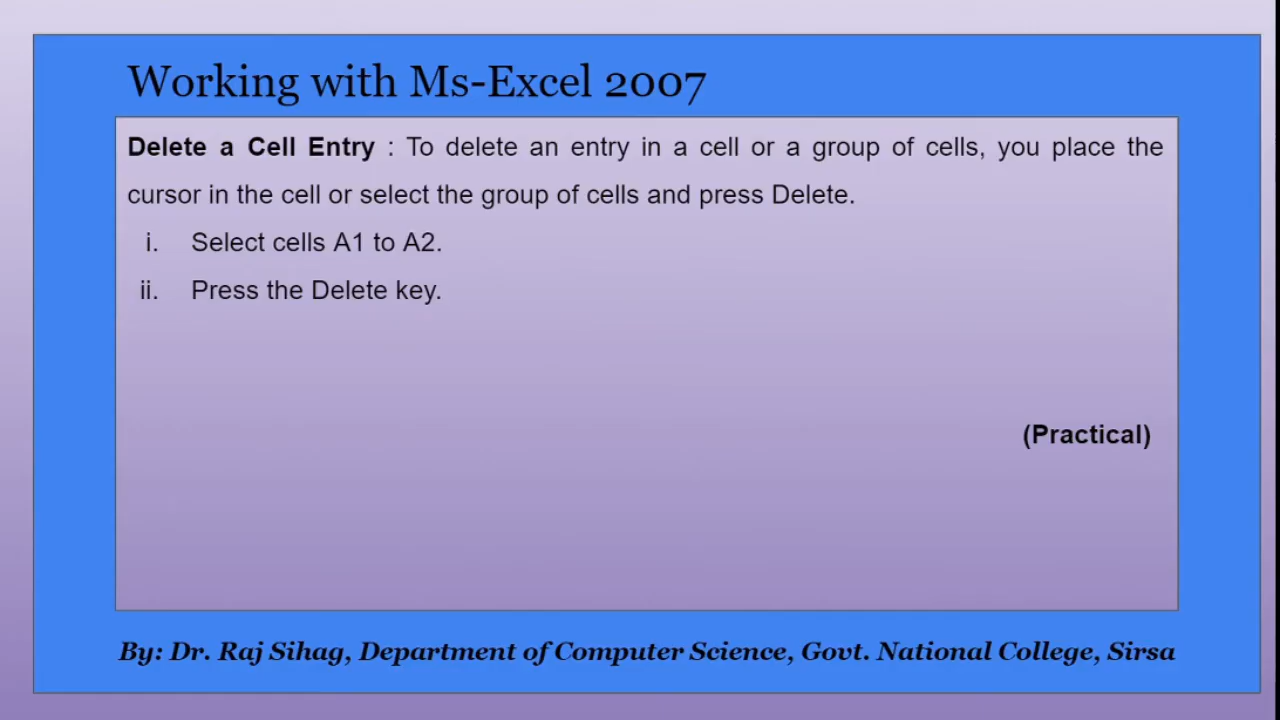 Working with Ms-Excel 2007
Delete a Cell Entry : To delete an entry in a cell or a group of cells, you place the
cursor in the cell or select the group of cells and press Delete.
i. Select cells A1 to A2.
ii. Press the Delete key.
(Practical)
By: Dr. Raj Sihag, Department of Computer Science, Govt. National College, Sirsa